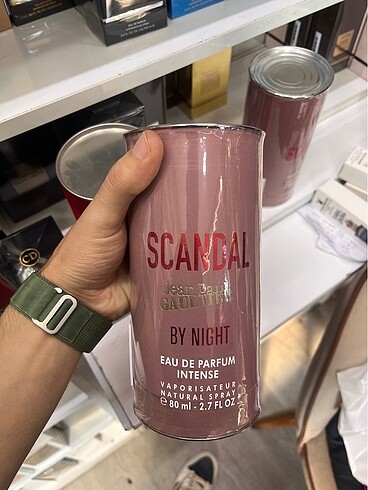 SCANDAL
Jean Paul
GAULTIER
BY NIGHT
EAU DE PARFUM
INTENSE
VAPORISATEUR
NATURAL SPRAY
℮ 80 ml - 2.7 FL OZ
CD